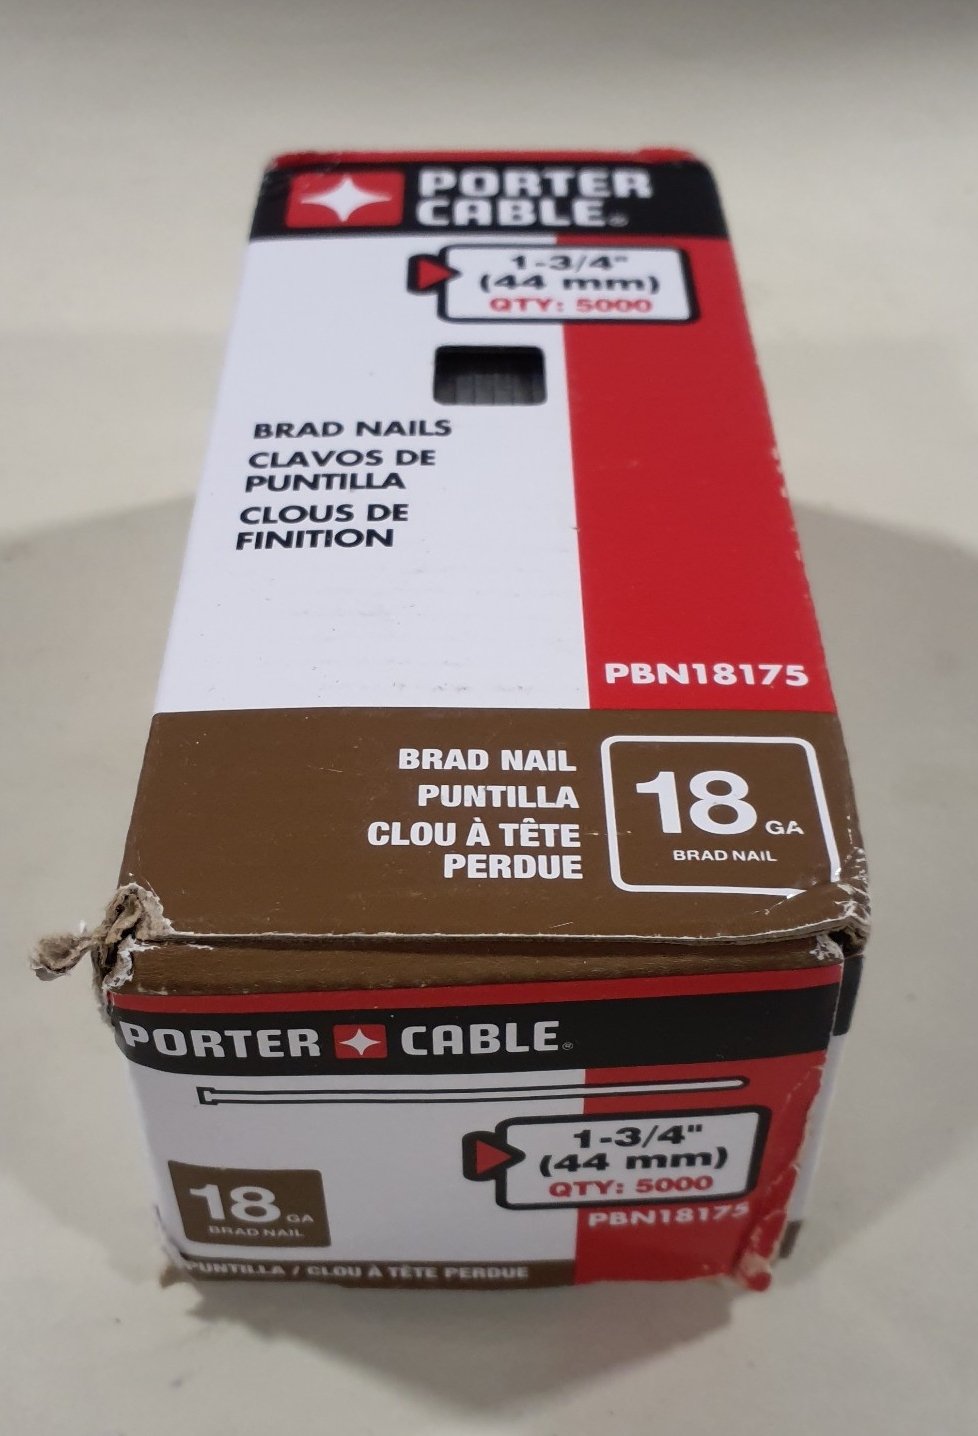 PORTER
CABLE®
1-3/4"
(44 mm)
QTY: 5000
BRAD NAILS
CLAVOS DE
PUNTILLA
CLOUS DE
FINITION
PBN18175
BRAD NAIL
PUNTILLA
CLOU À TÊTE
PERDUE
18 GA
BRAD NAIL
PORTER CABLE®
1-3/4"
(44 mm)
QTY: 5000
PBN18175
18 GA
BRAD NAIL
PUNTILLA / CLOU À TÊTE PERDUE